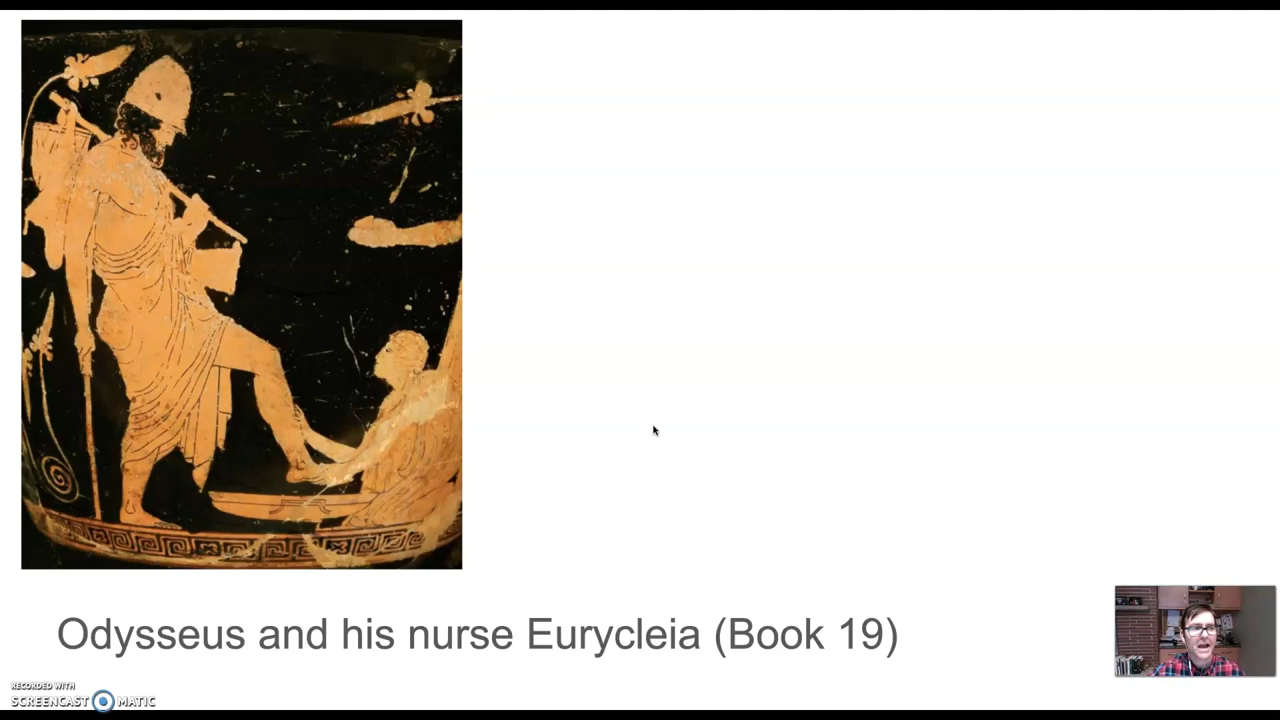 Odysseus and his nurse Eurycleia (Book 19)
RECORDED WITH
SCREENCAST MATIC